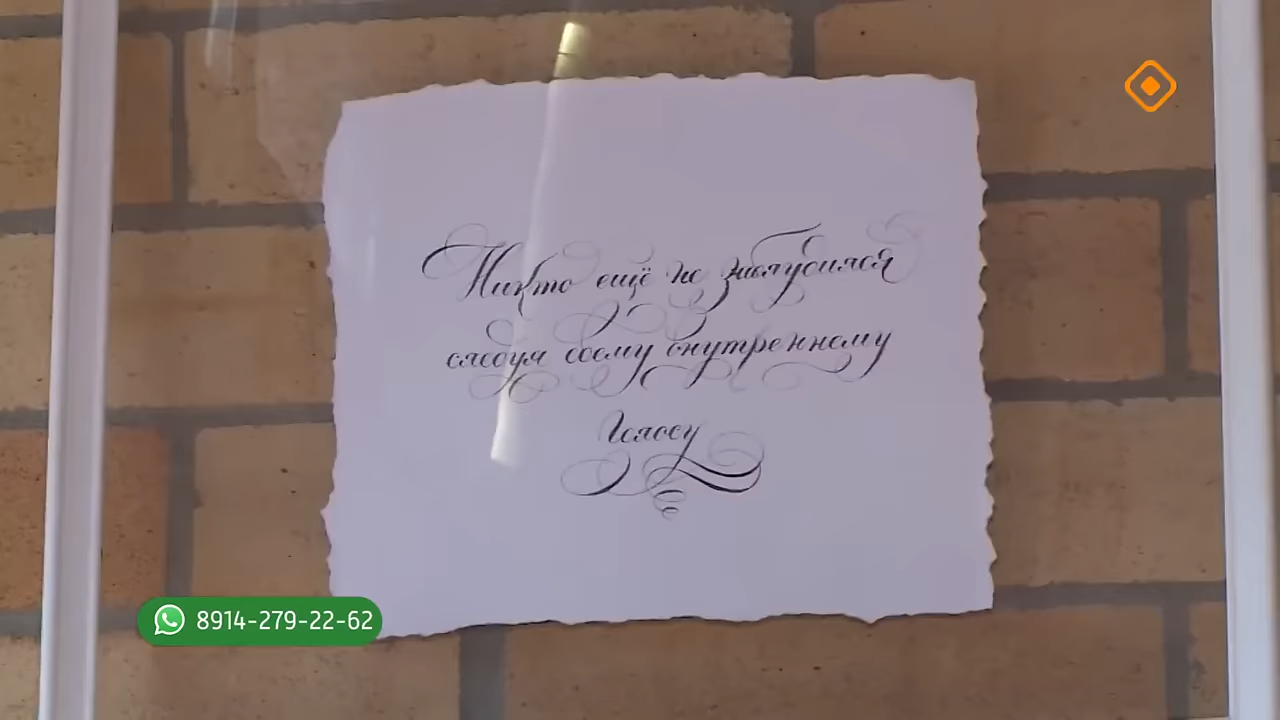 Никто ещё не заблудился
следуя своему внутреннему
голосу
8914-279-22-62